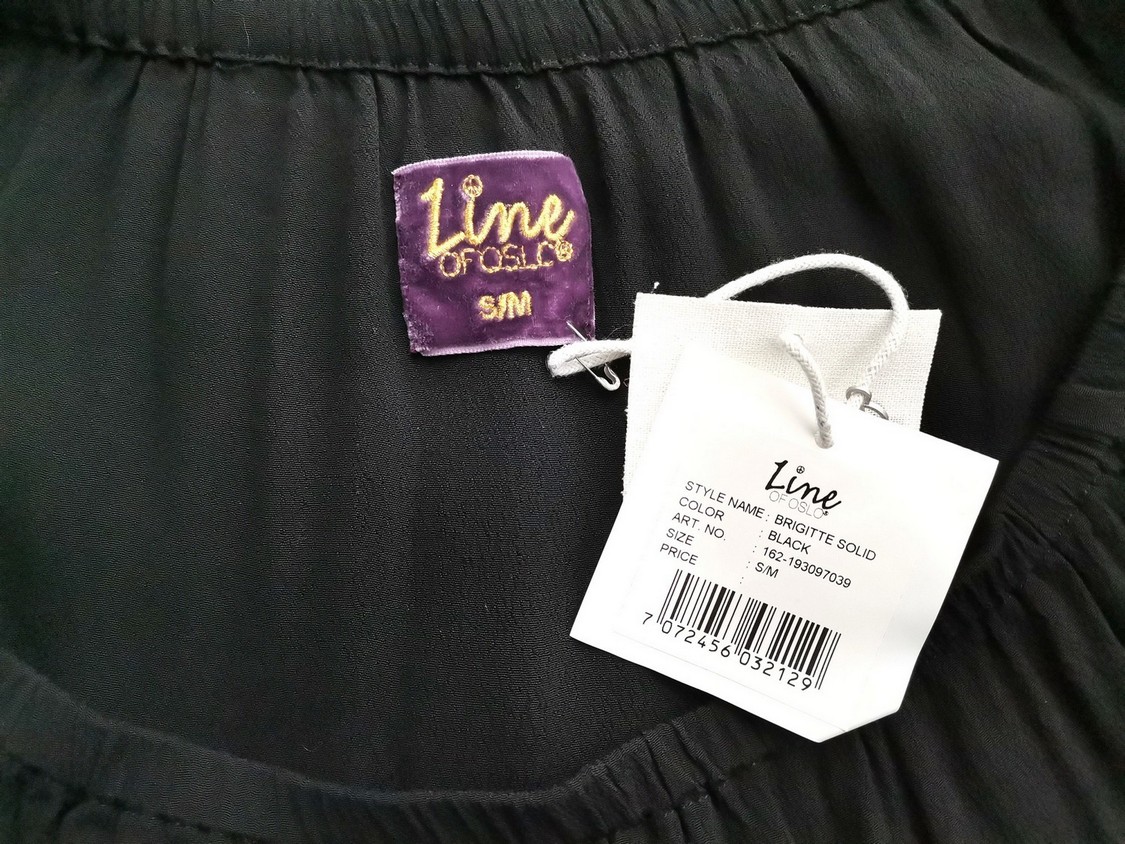 Line
OF OSLO
S/M
Line
OF OSLO
STYLE NAME : BRIGITTE SOLID
COLOR : BLACK
ART. NO. : 162-193097039
SIZE : S/M
PRICE :
7 072456 032129